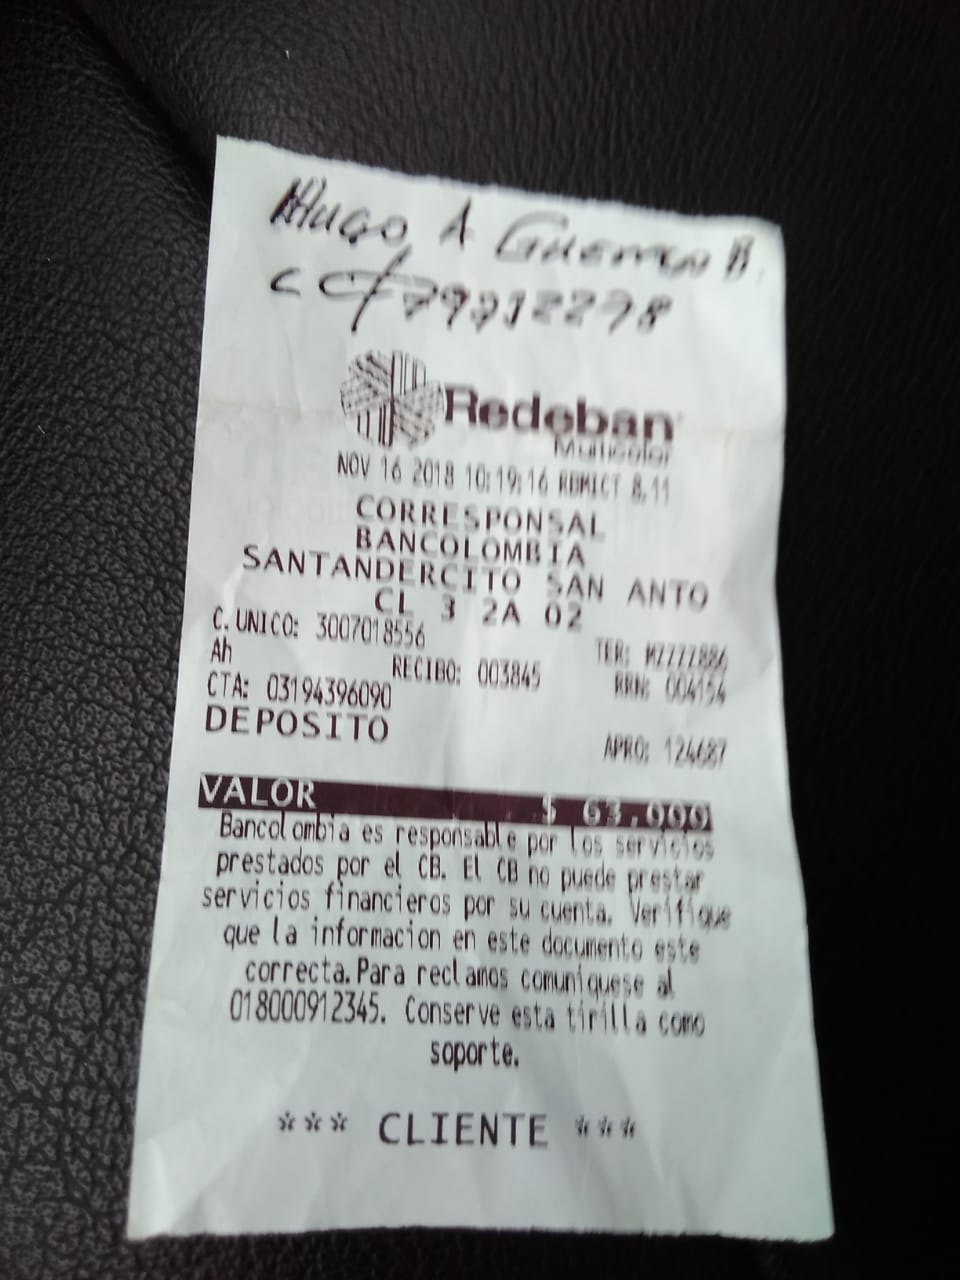 Hugo A Guerrero B.
CC 79732278
Redeban
Multicolor
NOV 16 2018 10:19:16 RBMICT 8.11
CORRESPONSAL
BANCOLOMBIA
SANTANDERCITO SAN ANTO
CL 3 2A 02
C. UNICO: 3007018556 TER: MZZZZ886
Ah RECIBO: 003845 RRN: 004154
CTA: 03194396090
DEPOSITO APRO: 124687
VALOR $ 63,000
Bancolombia es responsable por los servicios
prestados por el CB. El CB no puede prestar
servicios financieros por su cuenta. Verifique
que la informacion en este documento este
correcta. Para reclamos comuniquese al
018000912345. Conserve esta tirilla como
soporte.
*** CLIENTE ***